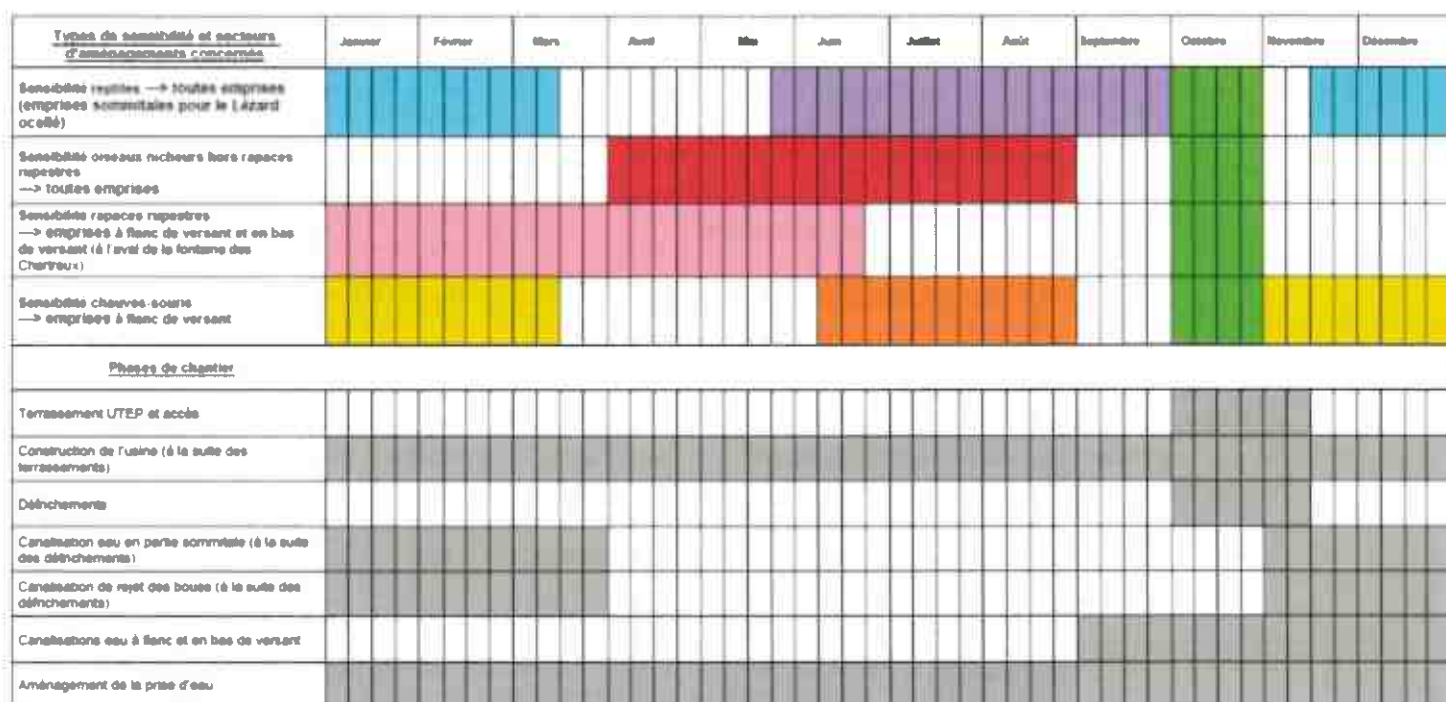 Types de sensibilité et secteurs
d'aménagements concernés
Janvier Février Mars Avril Mai Juin Juillet Août Septembre Octobre Novembre Décembre
Sensibilité reptiles —> toutes emprises
(emprises sommitales pour le Lézard
ocellé)
Sensibilité oiseaux nicheurs hors rapaces
rupestres
—> toutes emprises
Sensibilité rapaces rupestres
—> emprises à flanc de versant et en bas
de versant (à l'aval de la fontaine des
Chartreux)
Sensibilité chauves-souris
—> emprises à flanc de versant
Phases de chantier
Terrassement UTEP et accès
Construction de l'usine (à la suite des
terrassements)
Défrichements
Canalisation eau en partie sommitale (à la suite
des défrichements)
Canalisation de rejet des boues (à la suite des
défrichements)
Canalisations eau à flanc et en bas de versant
Aménagement de la prise d'eau